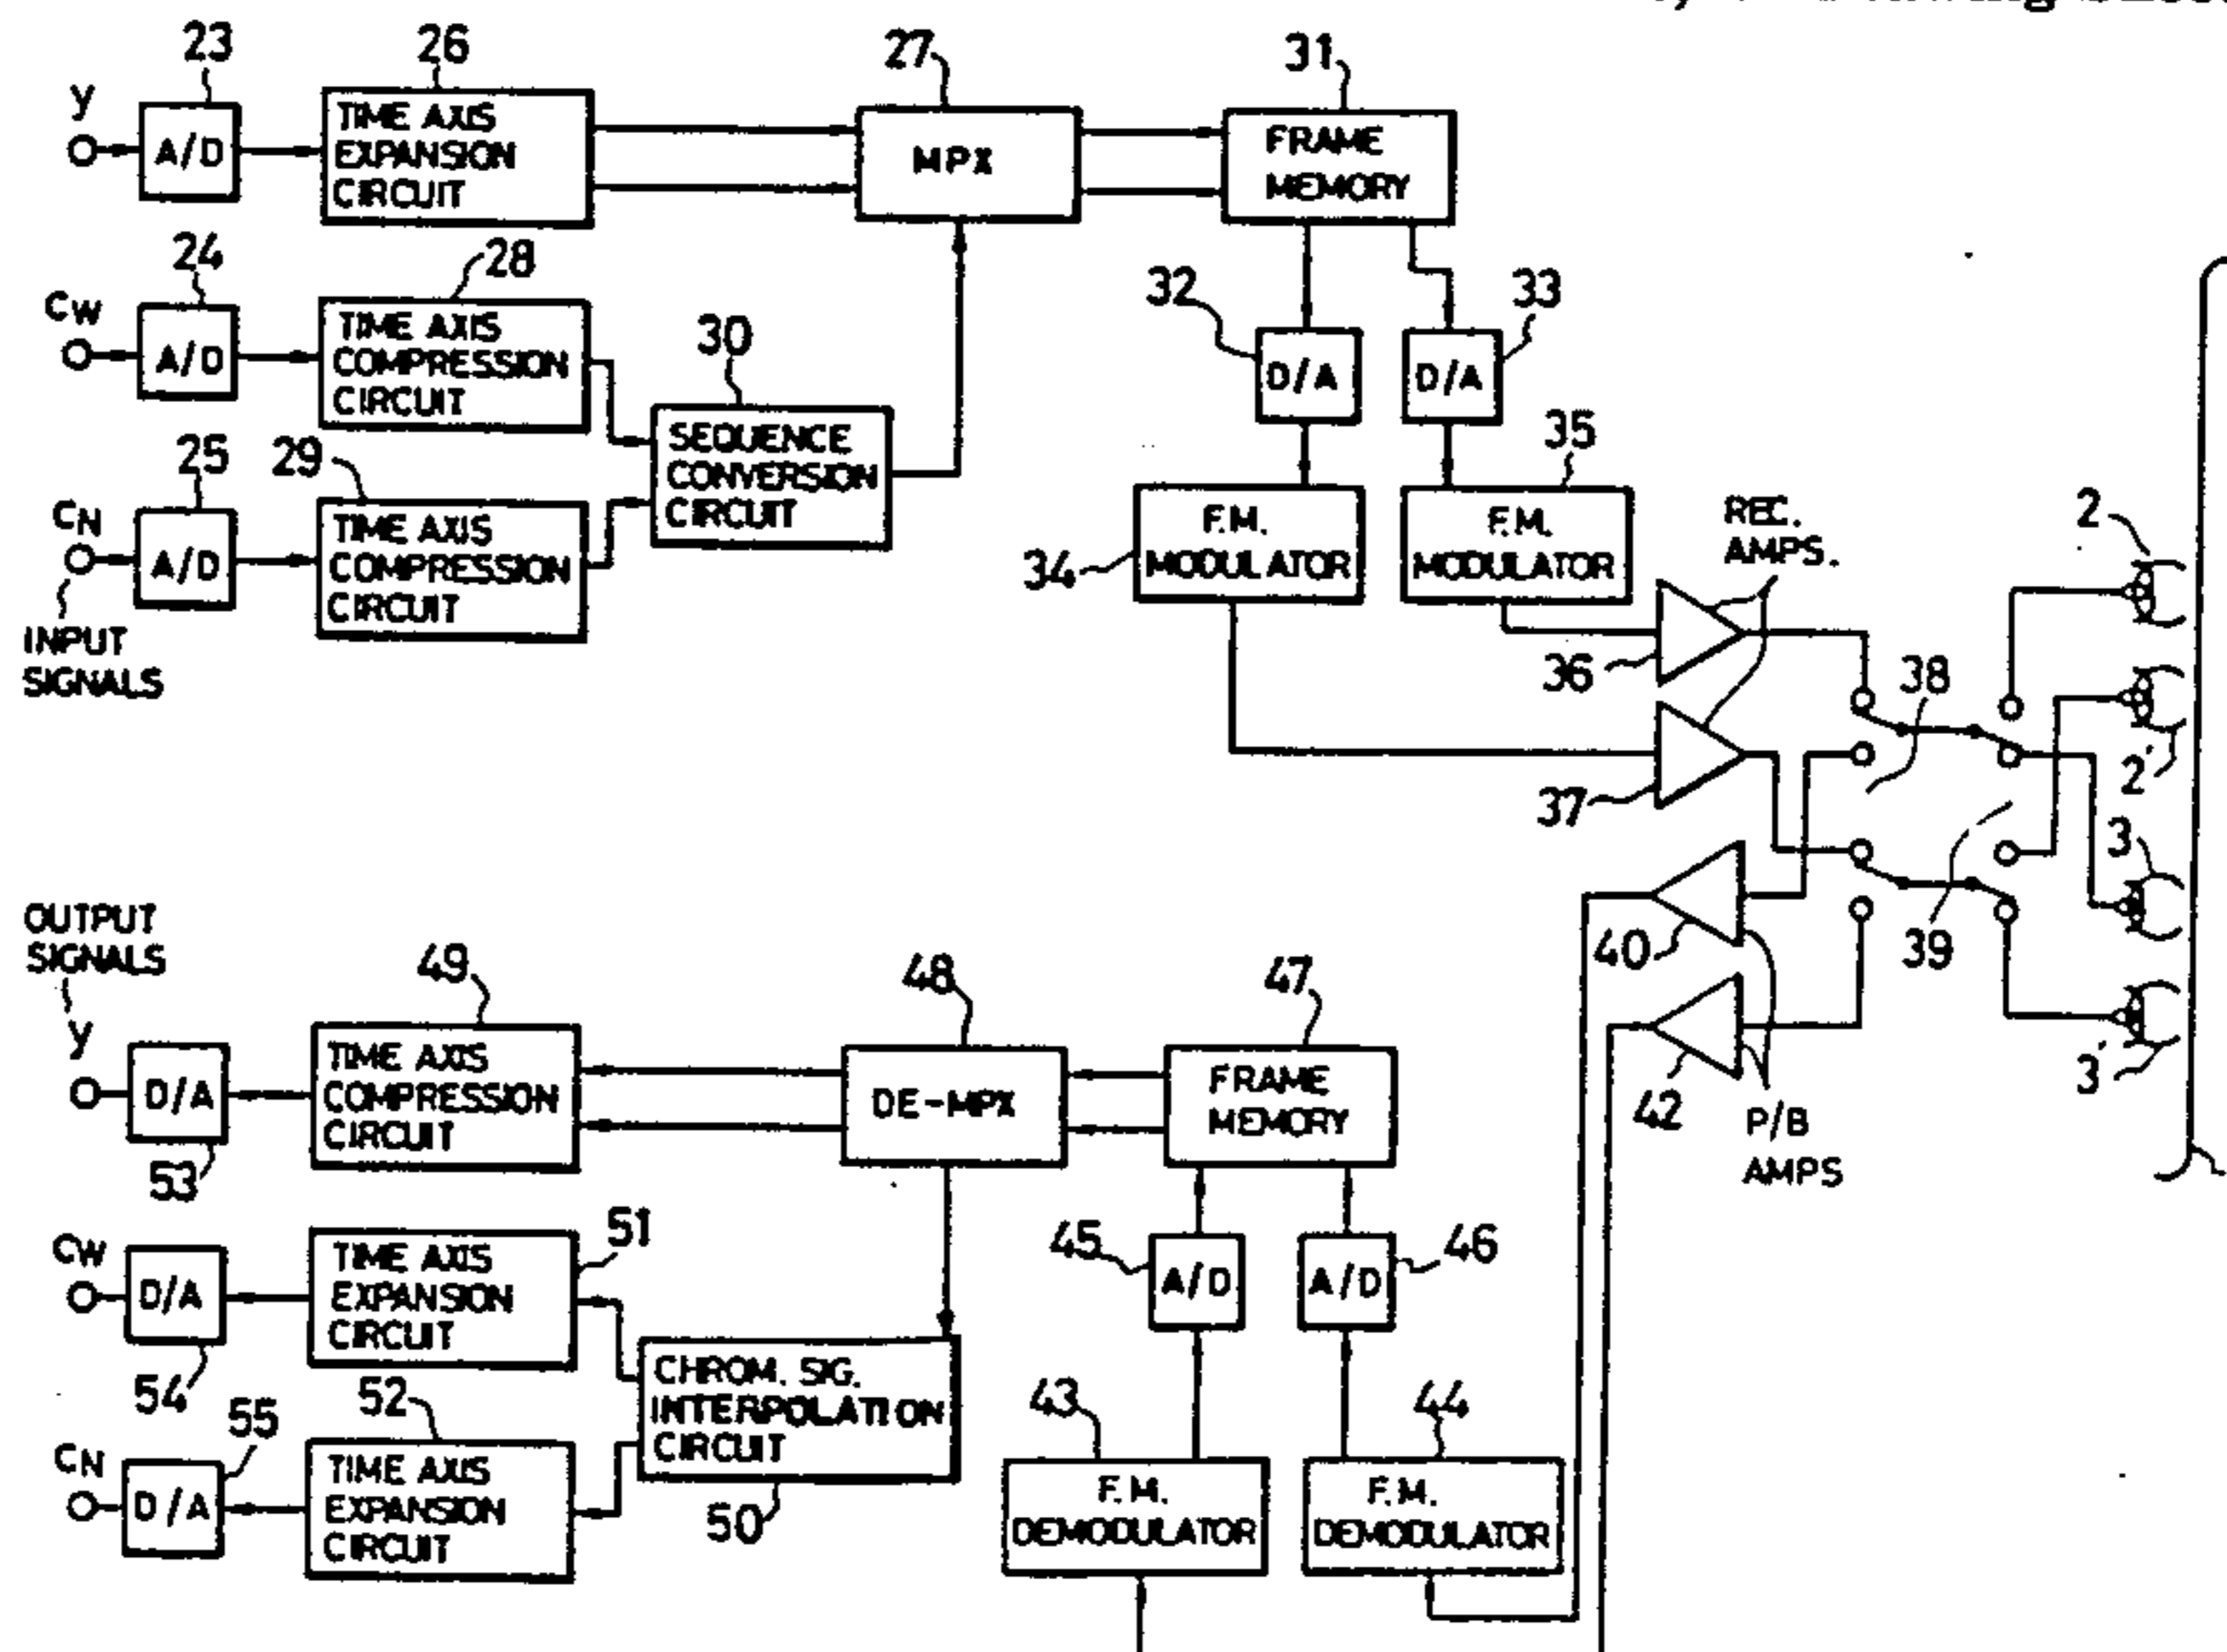 23
26
27
31
y
A/D
TIME AXIS
EXPANSION
CIRCUIT
MPX
FRAME
MEMORY
24
28
32
33
CW
A/D
TIME AXIS
COMPRESSION
CIRCUIT
30
D/A
D/A
25
29
SEQUENCE
CONVERSION
CIRCUIT
35
CN
A/D
TIME AXIS
COMPRESSION
CIRCUIT
34
F.M.
MODULATOR
F.M.
MODULATOR
REC.
AMPS.
2
INPUT
SIGNALS
36
38
2'
37
3
OUTPUT
SIGNALS
40
39
49
48
47
y
D/A
TIME AXIS
COMPRESSION
CIRCUIT
DE-MPX
FRAME
MEMORY
42
P/B
AMPS
3'
53
51
45
46
CW
D/A
TIME AXIS
EXPANSION
CIRCUIT
A/D
A/D
54
55
52
CHROM. SIG.
INTERPOLATION
CIRCUIT
43
44
CN
D/A
TIME AXIS
EXPANSION
CIRCUIT
50
F.M.
DEMODULATOR
F.M.
DEMODULATOR